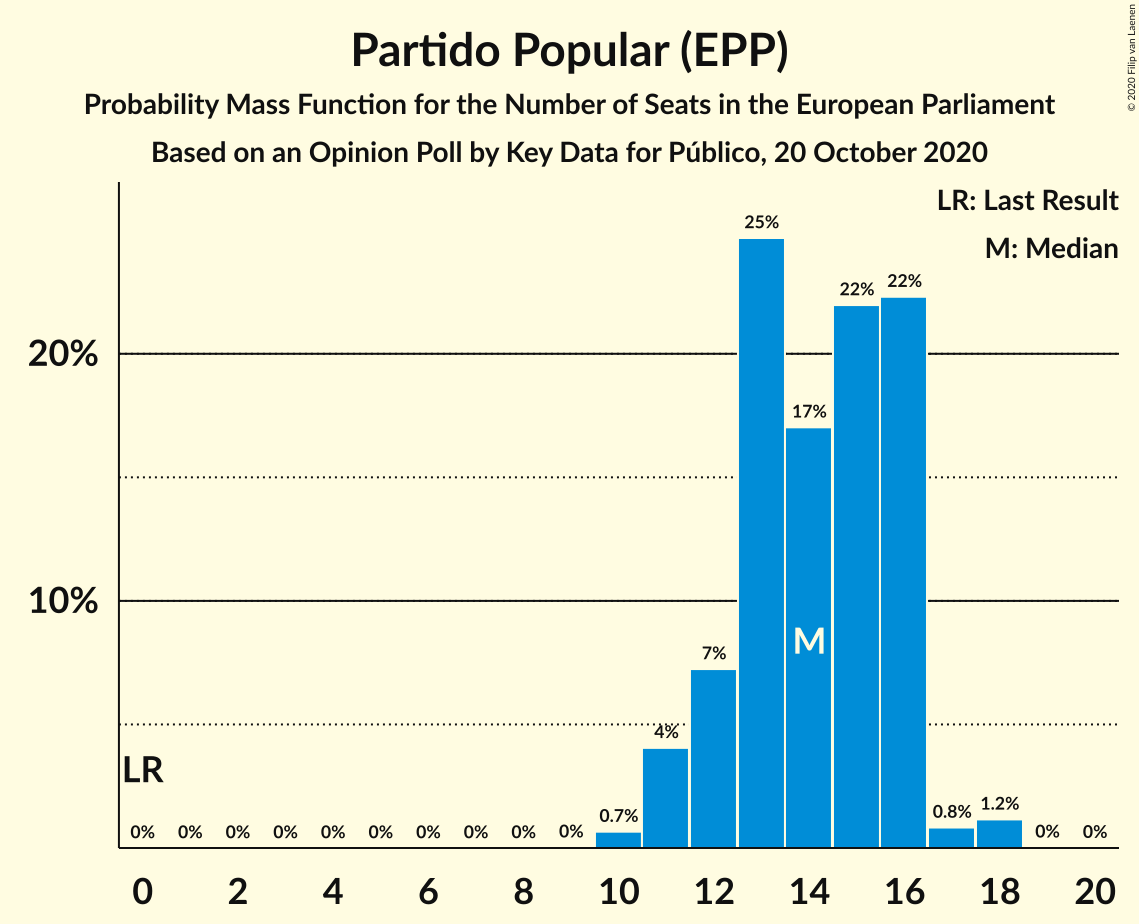 Partido Popular (EPP)
Probability Mass Function for the Number of Seats in the European Parliament
Based on an Opinion Poll by Key Data for Público, 20 October 2020
© 2020 Filip van Laenen
LR: Last Result
M: Median
20%
10%
25%
22%
22%
17%
M
7%
4%
LR
0% 0% 0% 0% 0% 0% 0% 0% 0% 0% 0.7% 0.8% 1.2% 0% 0%
0 2 4 6 8 10 12 14 16 18 20